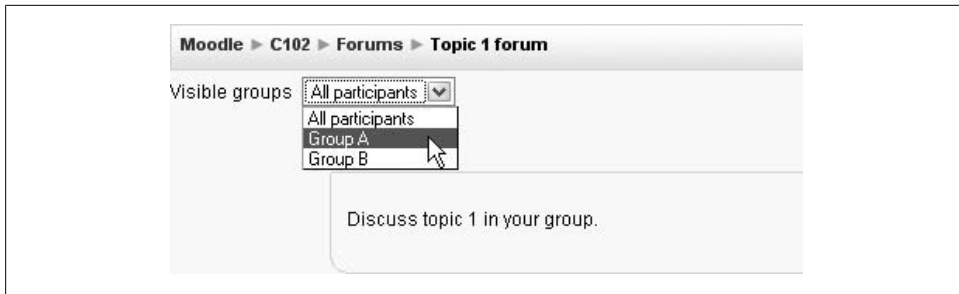 Moodle ► C102 ► Forums ► Topic 1 forum
Visible groups All participants
All participants
Group A
Group B
Discuss topic 1 in your group.